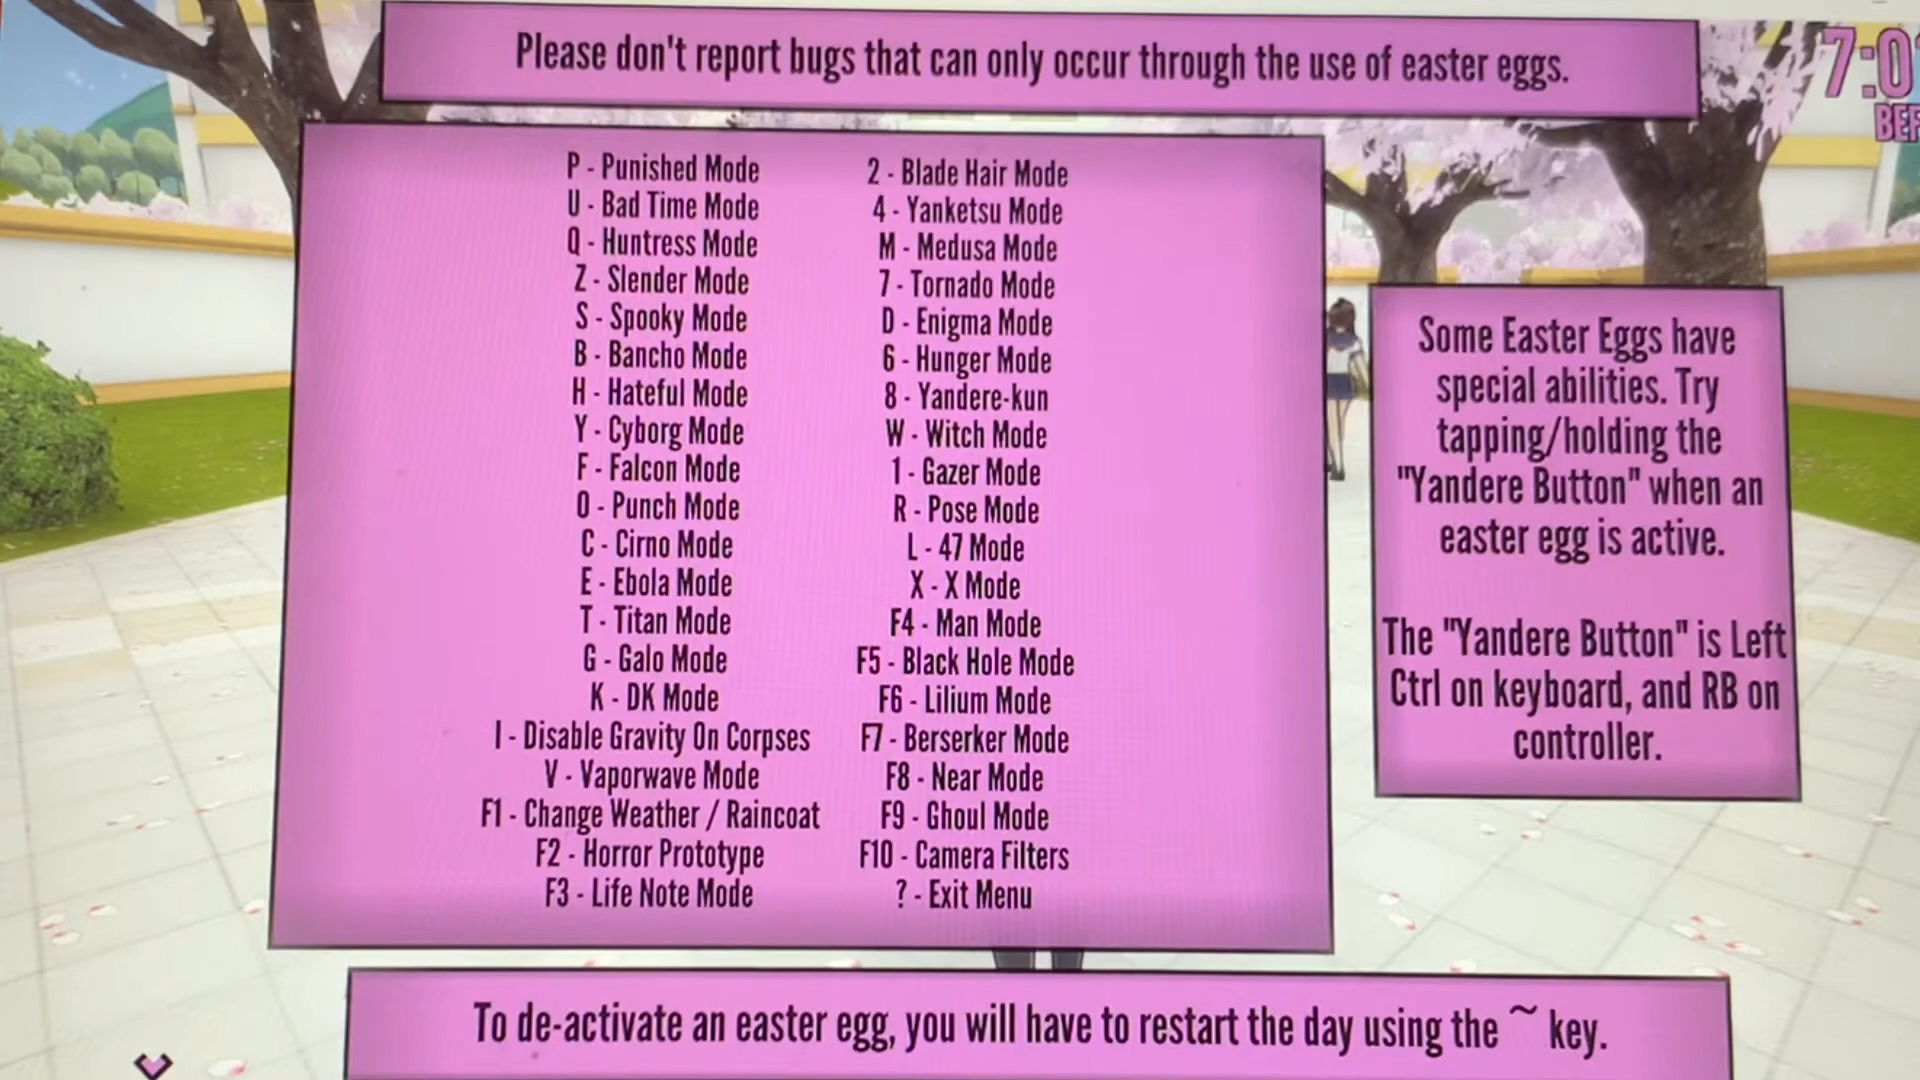 Please don't report bugs that can only occur through the use of easter eggs.
P - Punished Mode
U - Bad Time Mode
Q - Huntress Mode
Z - Slender Mode
S - Spooky Mode
B - Bancho Mode
H - Hateful Mode
Y - Cyborg Mode
F - Falcon Mode
O - Punch Mode
C - Cirno Mode
E - Ebola Mode
T - Titan Mode
G - Galo Mode
K - DK Mode
I - Disable Gravity On Corpses
V - Vaporwave Mode
F1 - Change Weather / Raincoat
F2 - Horror Prototype
F3 - Life Note Mode
2 - Blade Hair Mode
4 - Yanketsu Mode
M - Medusa Mode
7 - Tornado Mode
D - Enigma Mode
6 - Hunger Mode
8 - Yandere-kun
W - Witch Mode
1 - Gazer Mode
R - Pose Mode
L - 47 Mode
X - X Mode
F4 - Man Mode
F5 - Black Hole Mode
F6 - Lilium Mode
F7 - Berserker Mode
F8 - Near Mode
F9 - Ghoul Mode
F10 - Camera Filters
? - Exit Menu
Some Easter Eggs have
special abilities. Try
tapping/holding the
"Yandere Button" when an
easter egg is active.
The "Yandere Button" is Left
Ctrl on keyboard, and RB on
controller.
To de-activate an easter egg, you will have to restart the day using the ~ key.